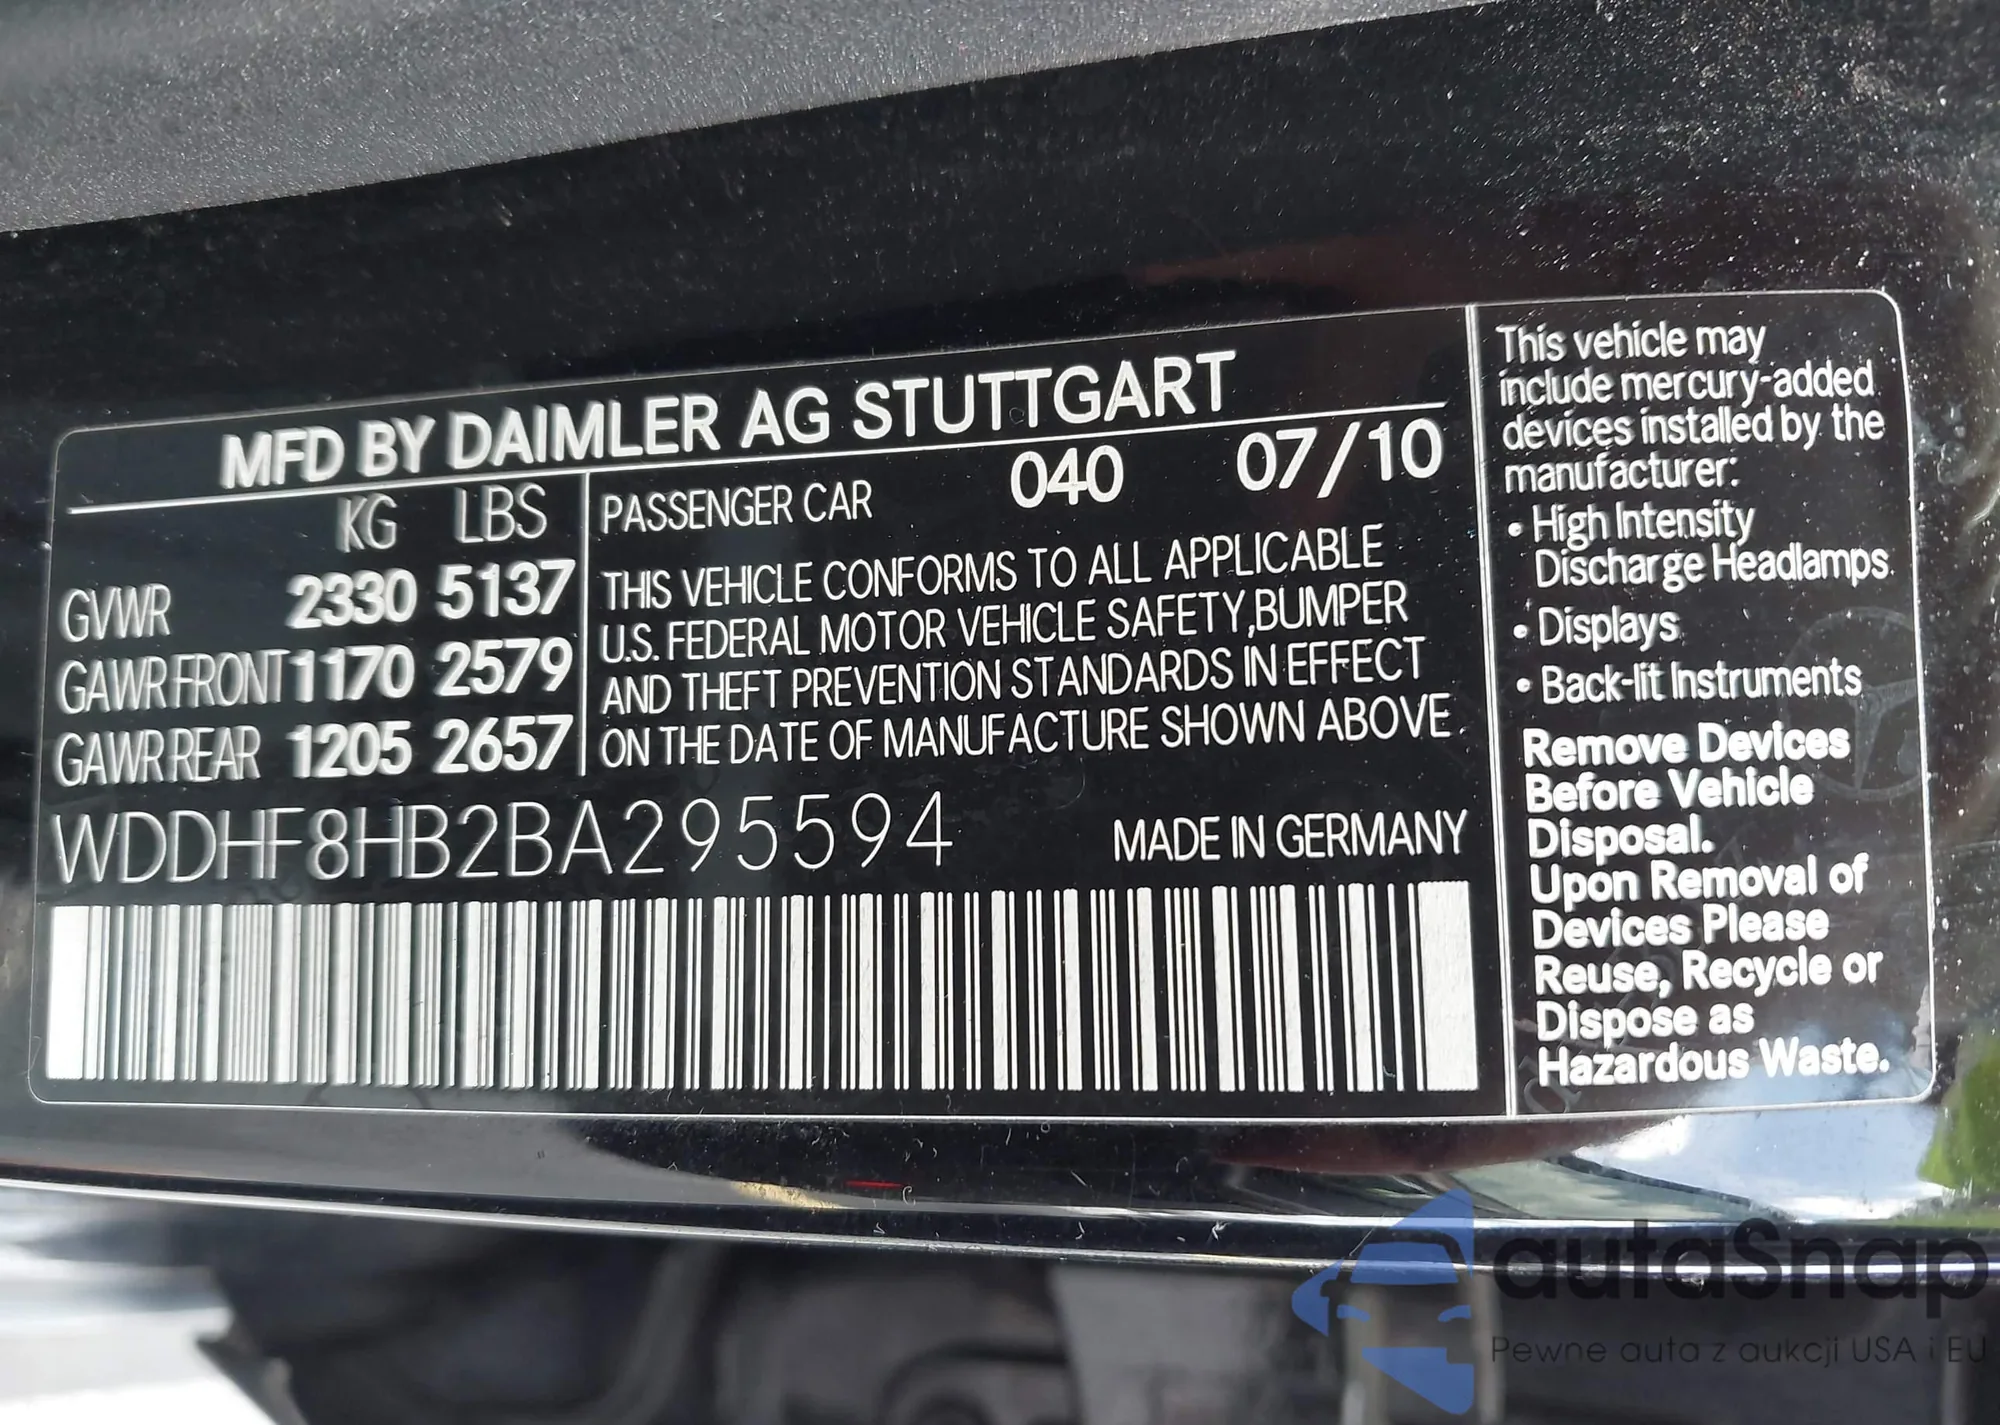 MFD BY DAIMLER AG STUTTGART
KG LBS
GVWR 2330 5137
GAWR FRONT 1170 2579
GAWR REAR 1205 2657
PASSENGER CAR 040 07/10
THIS VEHICLE CONFORMS TO ALL APPLICABLE
U.S. FEDERAL MOTOR VEHICLE SAFETY,BUMPER
AND THEFT PREVENTION STANDARDS IN EFFECT
ON THE DATE OF MANUFACTURE SHOWN ABOVE.
WDDHF8HB2BA295594
MADE IN GERMANY
This vehicle may
include mercury-added
devices installed by the
manufacturer:
• High Intensity
Discharge Headlamps
• Displays
• Back-lit Instruments
Remove Devices
Before Vehicle
Disposal.
Upon Removal of
Devices Please
Reuse, Recycle or
Dispose as
Hazardous Waste.
autaSnap
Pewne auta z aukcji USA i EU